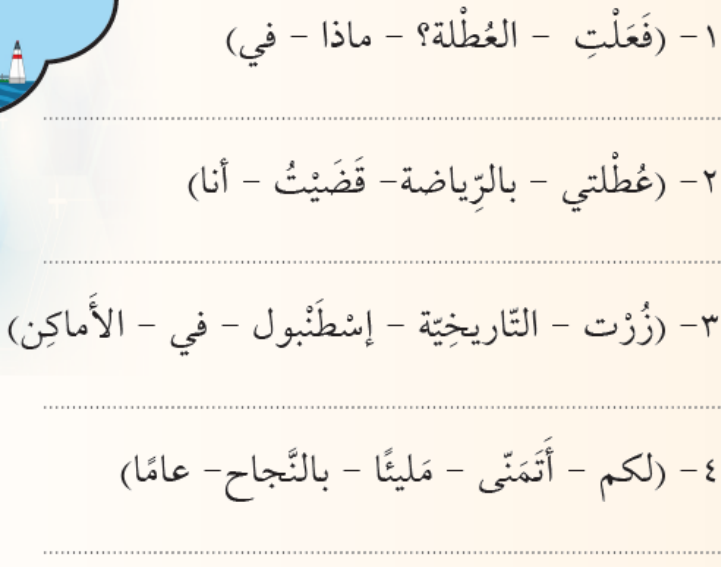 ١- (فَعَلْتِ - العُطْلة؟ - ماذا - في)
٢- (عُطْلتي - بالرِّياضة- قَضَيْتُ - أنا)
٣- (زُرْت - التّاريخِيّة - إسْطَنْبول - في - الأَماكِن)
٤- (لكم - أَتَمَنّى - مَليئًا - بالنَّجاح- عامًا)